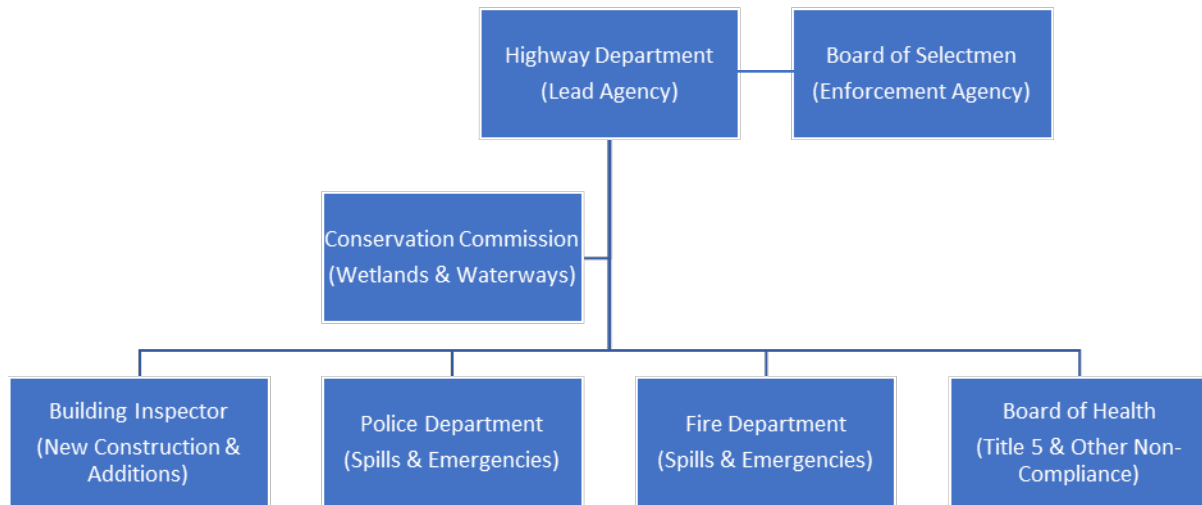 Highway Department
(Lead Agency)
Board of Selectmen
(Enforcement Agency)
Conservation Commission
(Wetlands & Waterways)
Building Inspector
(New Construction &
Additions)
Police Department
(Spills & Emergencies)
Fire Department
(Spills & Emergencies)
Board of Health
(Title 5 & Other Non-
Compliance)